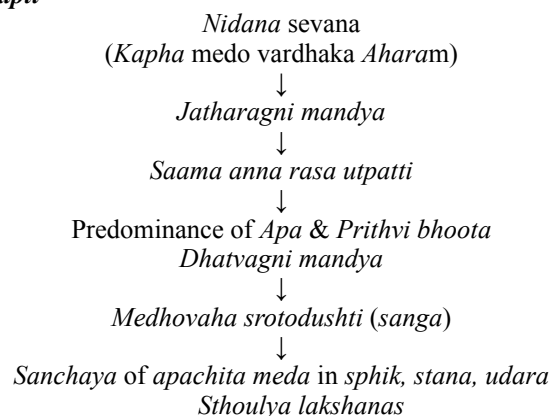 Nidana sevana
(Kapha medo vardhaka Aharam)
↓
Jatharagni mandya
↓
Saama anna rasa utpatti
↓
Predominance of Apa & Prithvi bhoota
Dhatvagni mandya
↓
Medhovaha srotodushti (sanga)
↓
Sanchaya of apachita meda in sphik, stana, udara
Sthoulya lakshanas